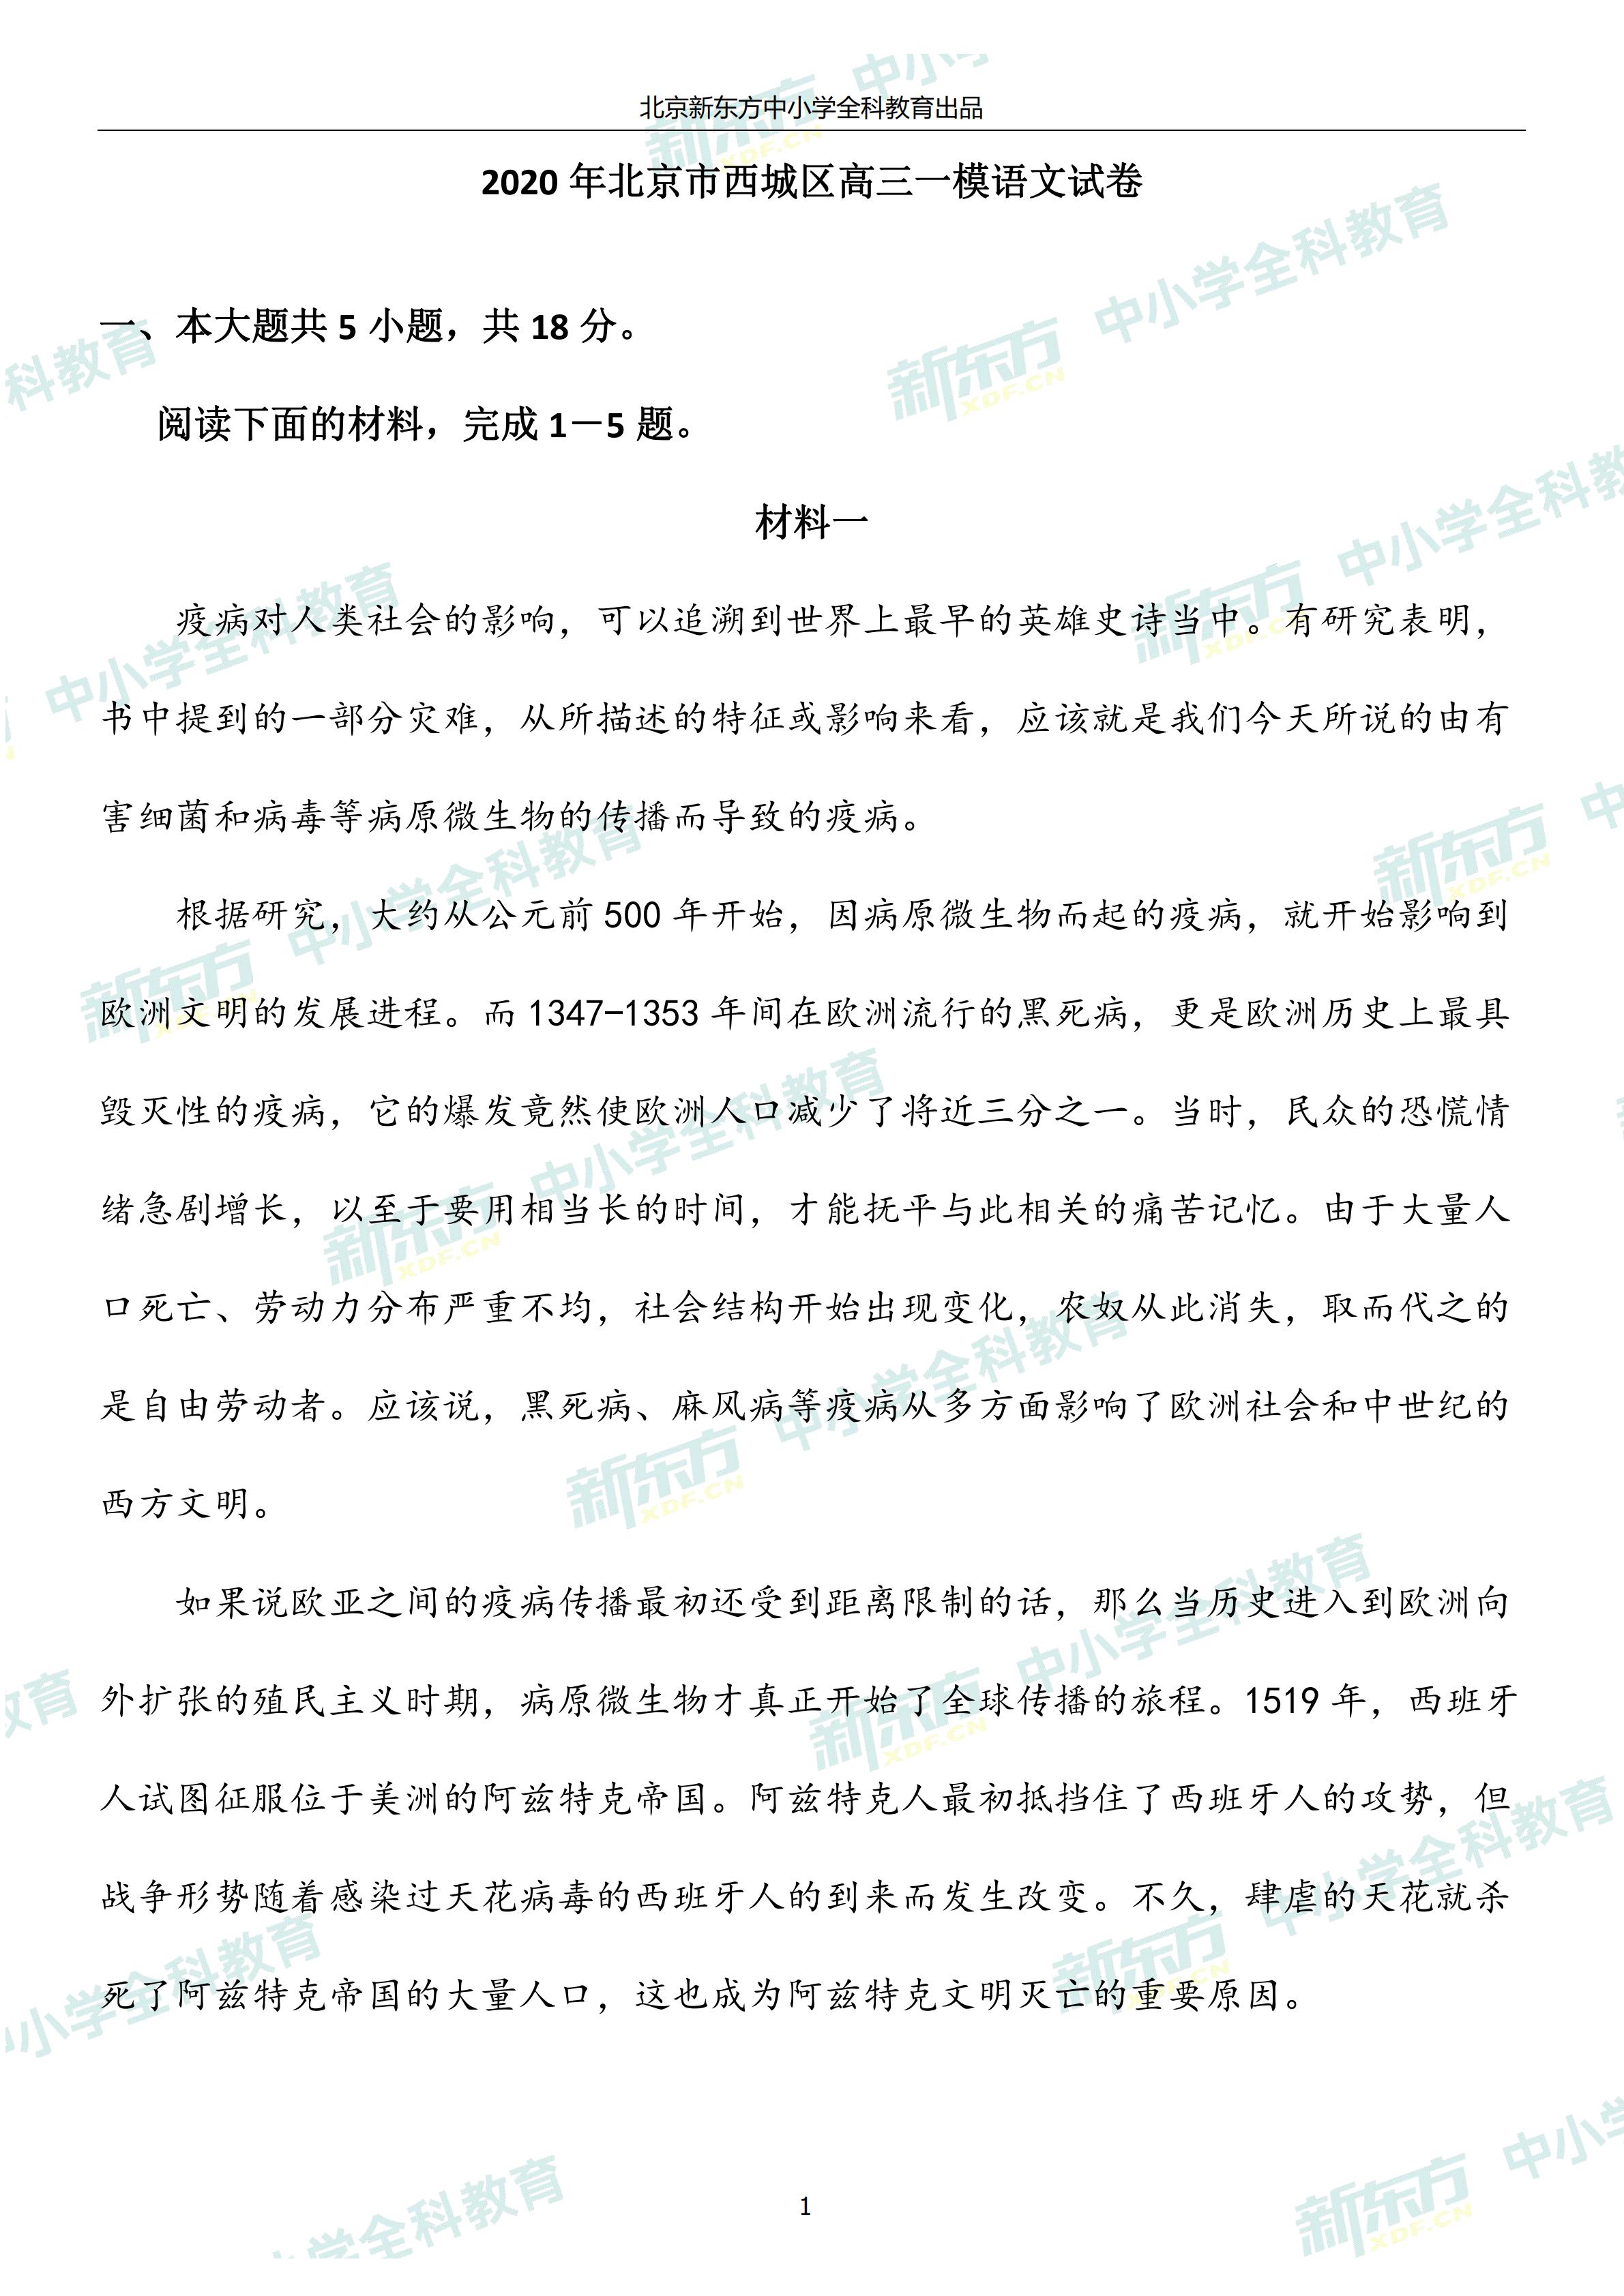 北京新东方中小学全科教育出品
2020 年北京市西城区高三一模语文试卷
一、本大题共 5 小题，共 18 分。
阅读下面的材料，完成 1－5 题。
材料一
疫病对人类社会的影响，可以追溯到世界上最早的英雄史诗当中。有研究表明，
书中提到的一部分灾难，从所描述的特征或影响来看，应该就是我们今天所说的由有
害细菌和病毒等病原微生物的传播而导致的疫病。
根据研究，大约从公元前 500 年开始，因病原微生物而起的疫病，就开始影响到
欧洲文明的发展进程。而 1347-1353 年间在欧洲流行的黑死病，更是欧洲历史上最具
毁灭性的疫病，它的爆发竟然使欧洲人口减少了将近三分之一。当时，民众的恐慌情
绪急剧增长，以至于要用相当长的时间，才能抚平与此相关的痛苦记忆。由于大量人
口死亡、劳动力分布严重不均，社会结构开始出现变化，农奴从此消失，取而代之的
是自由劳动者。应该说，黑死病、麻风病等疫病从多方面影响了欧洲社会和中世纪的
西方文明。
如果说欧亚之间的疫病传播最初还受到距离限制的话，那么当历史进入到欧洲向
外扩张的殖民主义时期，病原微生物才真正开始了全球传播的旅程。1519 年，西班牙
人试图征服位于美洲的阿兹特克帝国。阿兹特克人最初抵挡住了西班牙人的攻势，但
战争形势随着感染过天花病毒的西班牙人的到来而发生改变。不久，肆虐的天花就杀
死了阿兹特克帝国的大量人口，这也成为阿兹特克文明灭亡的重要原因。
1
新东方 XDF.CN 中小学全科教育